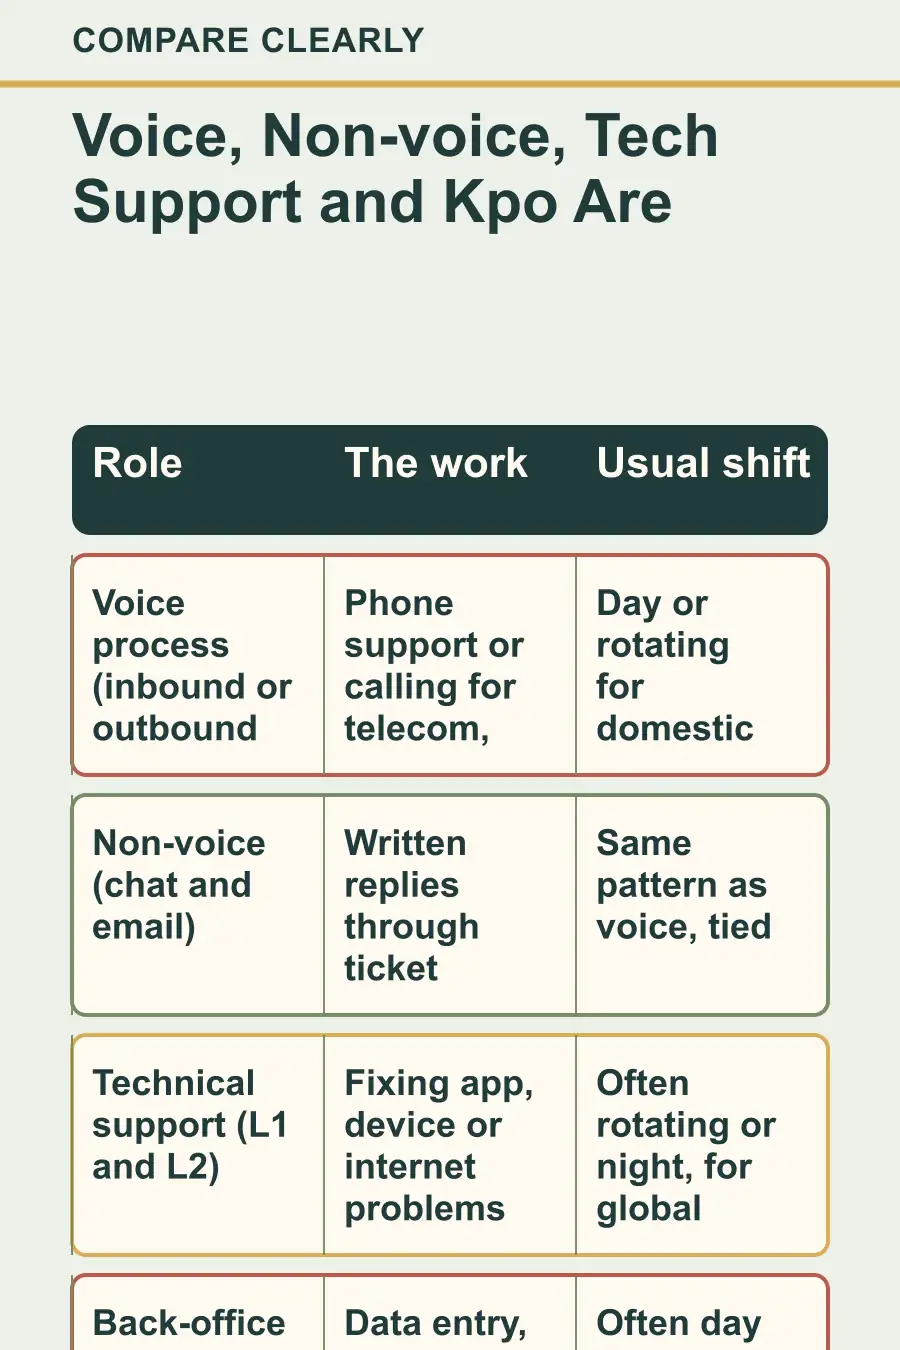 COMPARE CLEARLY
Voice, Non-voice, Tech
Support and Kpo Are
Role
The work
Usual shift
Voice
process
(inbound or
outbound
Phone
support or
calling for
telecom,
Day or
rotating
for
domestic
Non-voice
(chat and
email)
Written
replies
through
ticket
Same
pattern as
voice, tied
Technical
support (L1
and L2)
Fixing app,
device or
internet
problems
Often
rotating or
night, for
global
Back-office
Data entry,
Often day